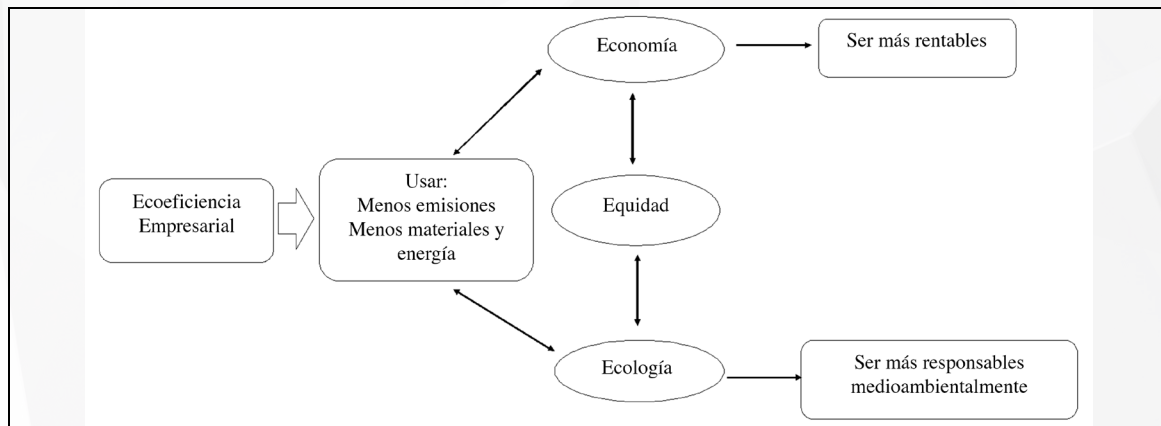 Economía
Ser más rentables
Ecoeficiencia
Empresarial
Usar:
Menos emisiones
Menos materiales y
energía
Equidad
Ecología
Ser más responsables
medioambientalmente